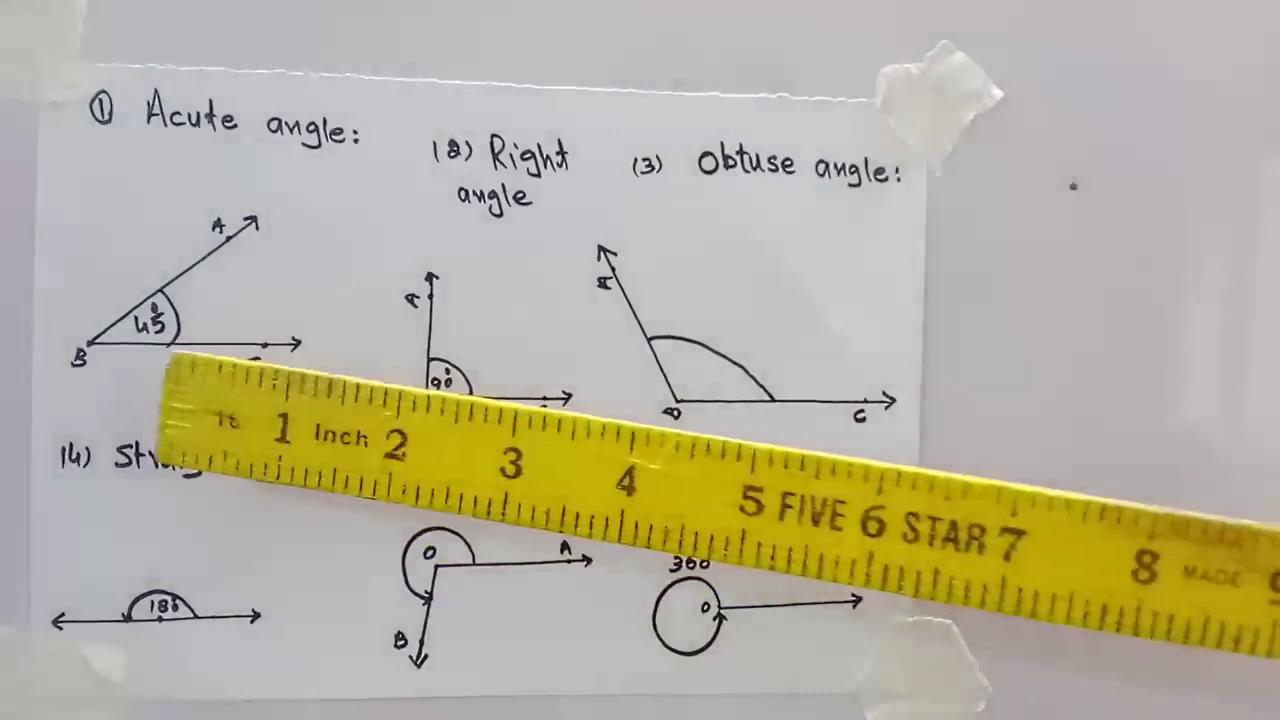 ① Acute angle:
(2) Right
angle
(3) Obtuse angle:
A
45°
B
A
90°
A
B
C
1 Inch 2 3 4 5 FIVE 6 STAR 7 8 MADE
(4)
180°
O
A
B
360
O